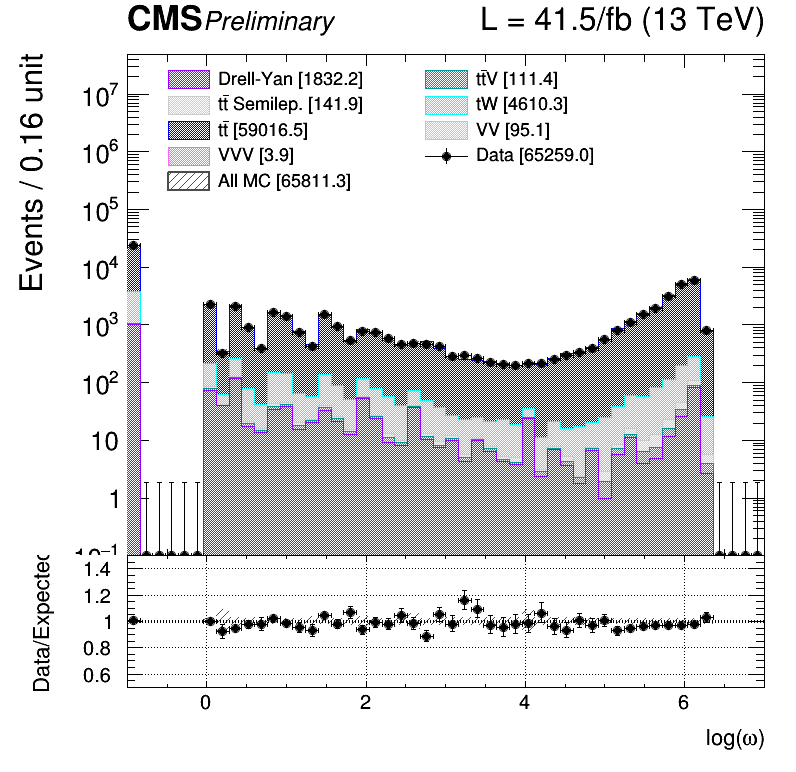 CMS Preliminary L = 41.5/fb (13 TeV)
Events / 0.16 unit
Drell-Yan [1832.2]
tt̄V [111.4]
tt̄ Semilep. [141.9]
tW [4610.3]
tt̄ [59016.5]
VV [95.1]
VVV [3.9]
Data [65259.0]
All MC [65811.3]
10⁷
10⁶
10⁵
10⁴
10³
10²
10
1
10⁻¹
Data/Expected
1.4
1.2
1
0.8
0.6
0 2 4 6
log(ω)